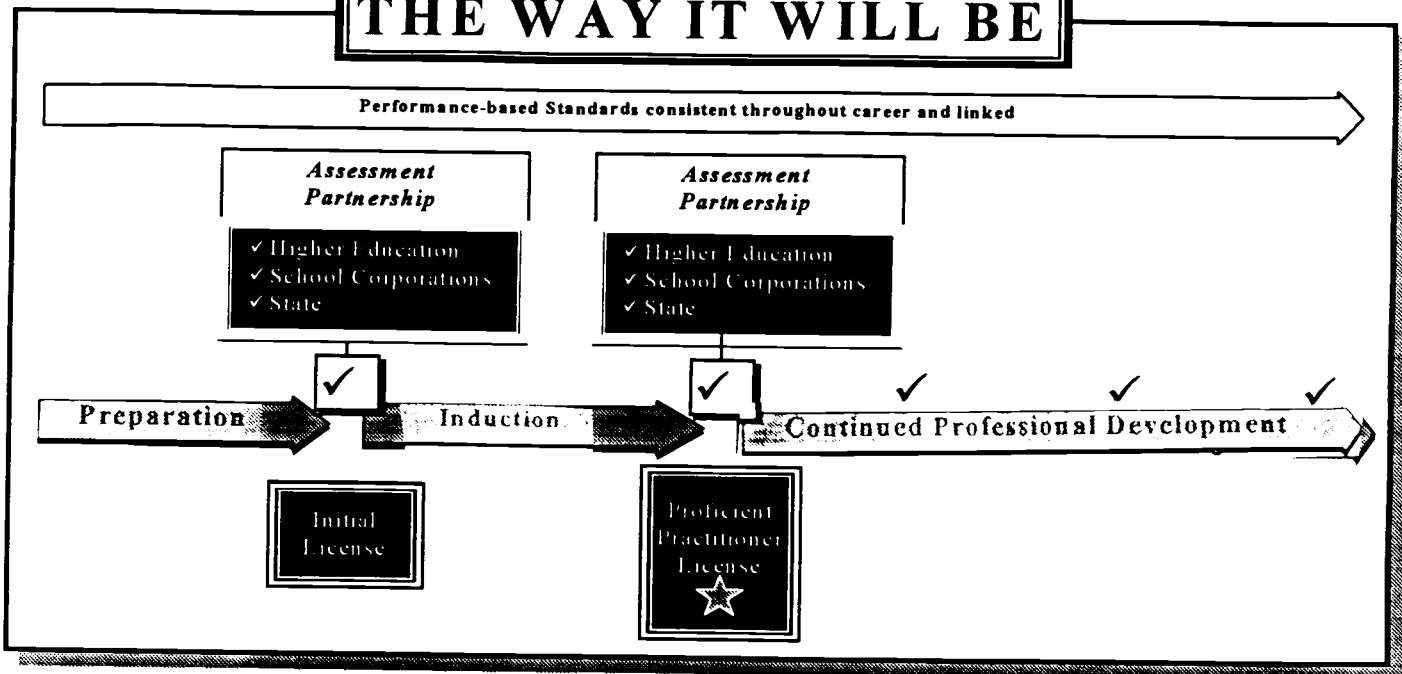 THE WAY IT WILL BE
Performance-based Standards consistent throughout career and linked
Assessment
Partnership
✓ Higher Education
✓ School Corporations
✓ State
Assessment
Partnership
✓ Higher Education
✓ School Corporations
✓ State
✓
✓
✓
✓
✓
Preparation
Induction
Continued Professional Development
Initial
License
Proficient
Practitioner
License